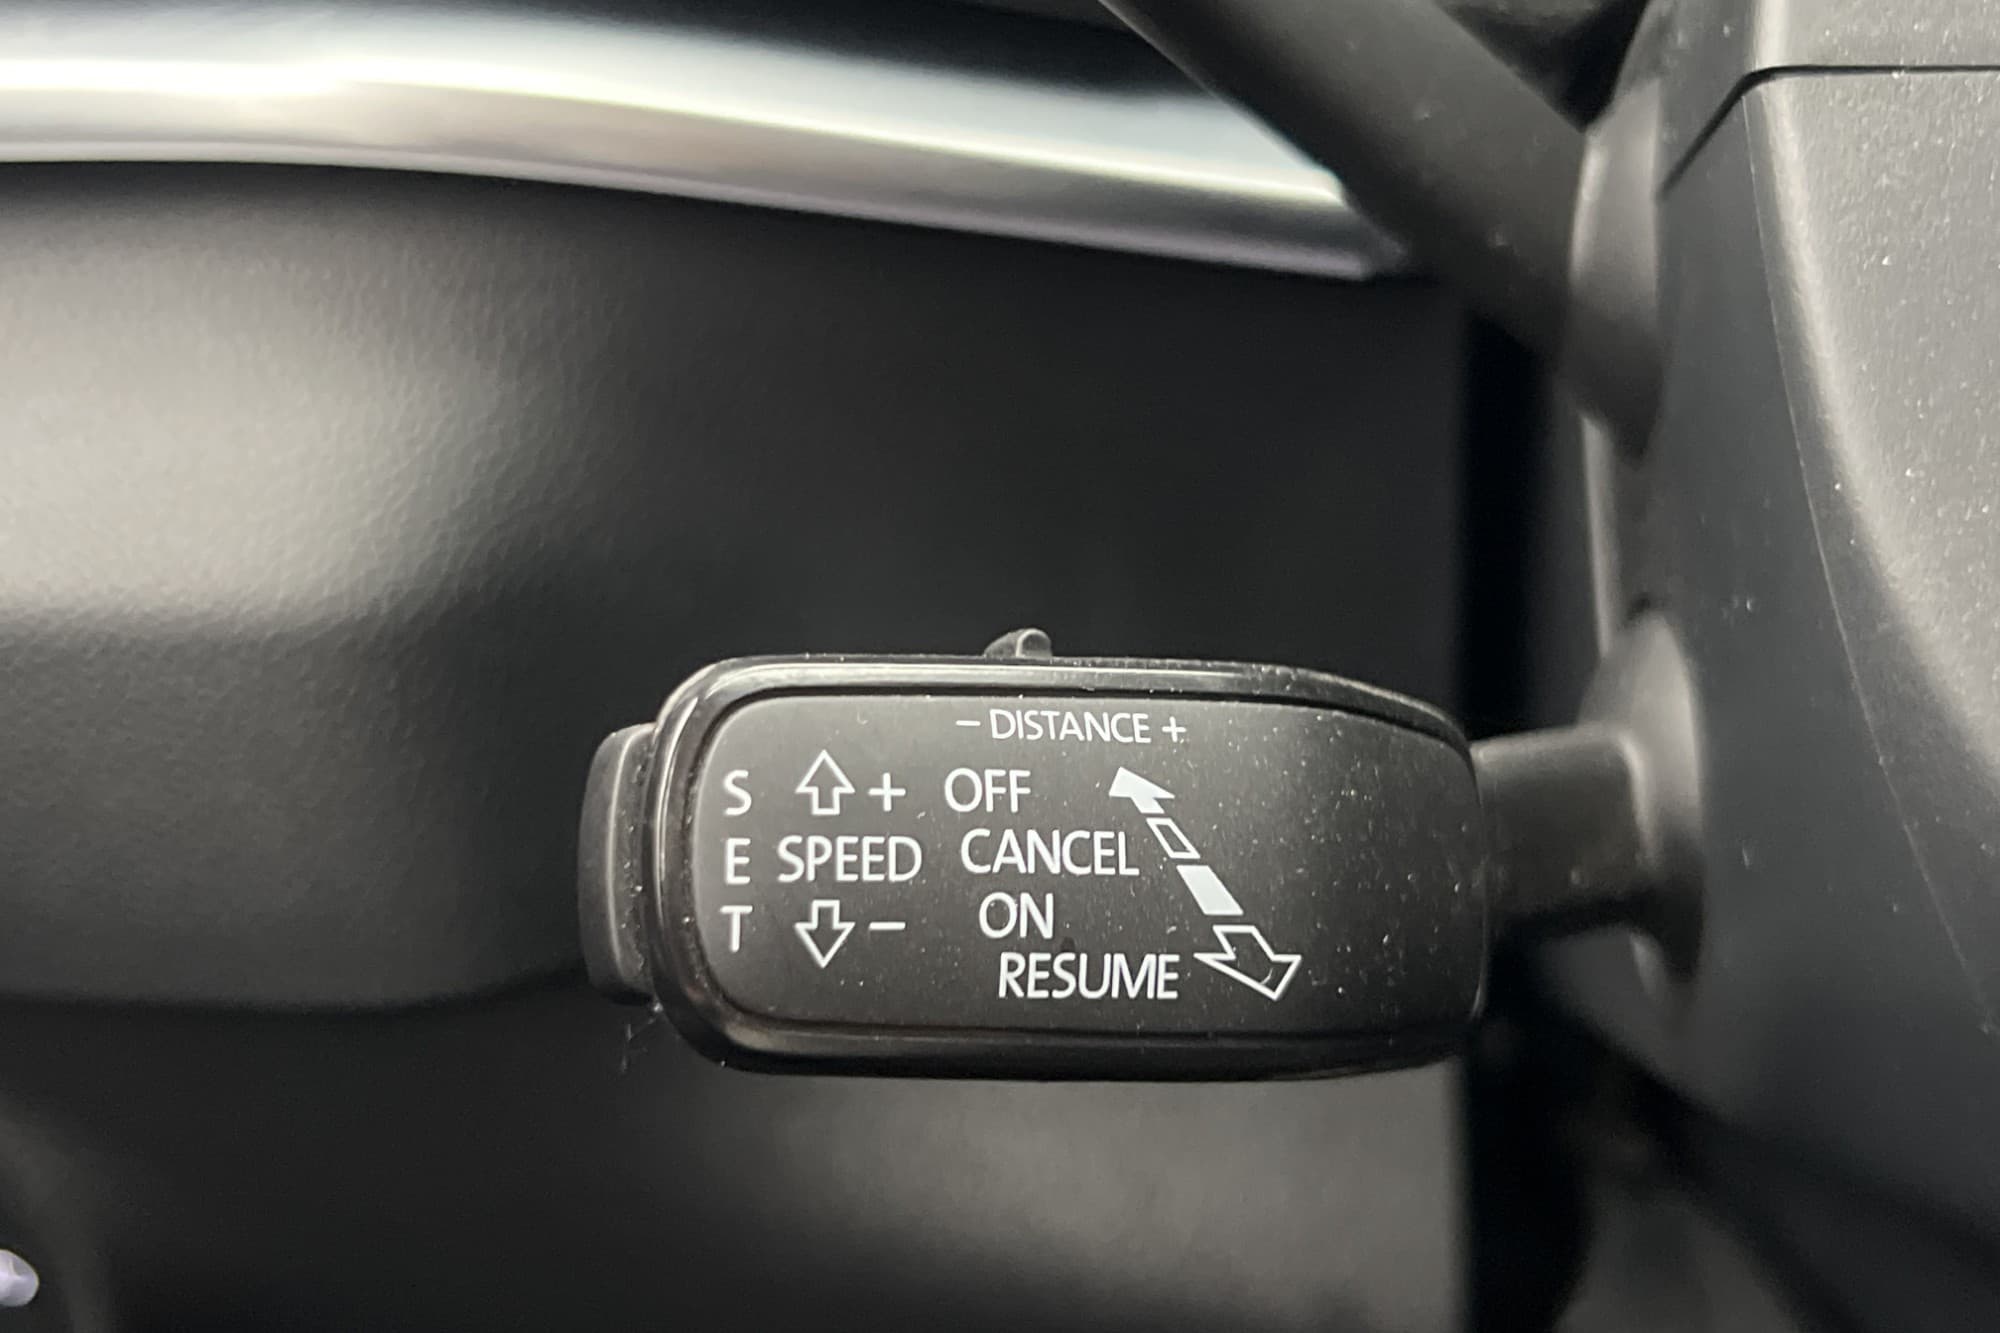 – DISTANCE +
S + OFF
E SPEED CANCEL
T – ON
RESUME